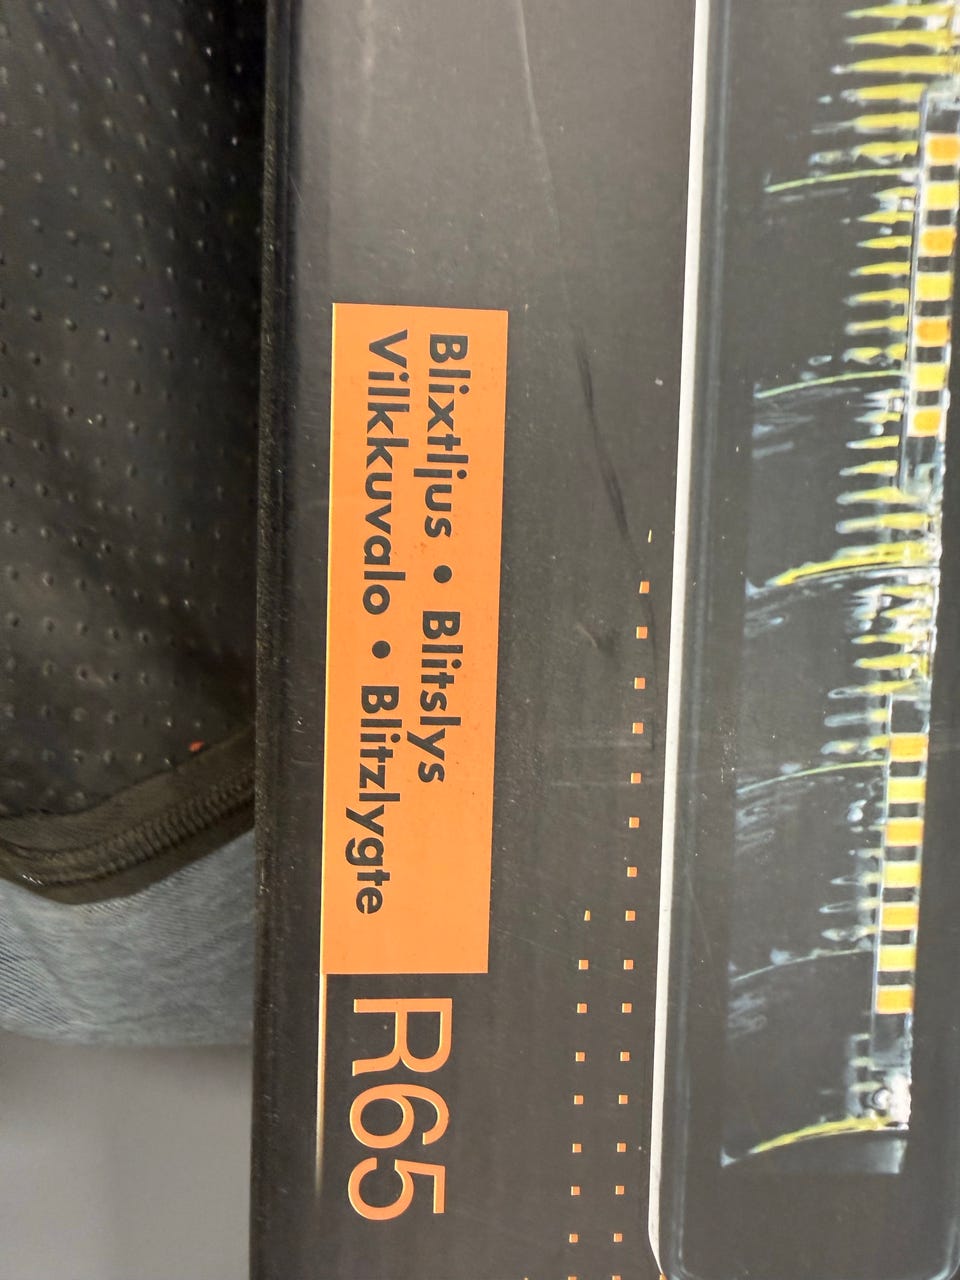 Blixtljus • Blitslys
Vilkkuvalo • Blitzlygte
R65